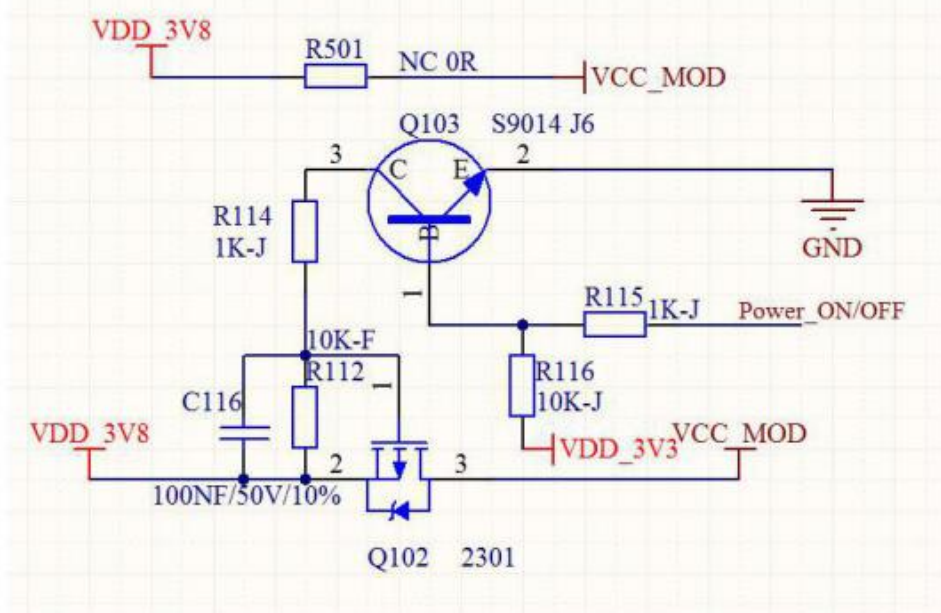 VDD_3V8
R501
NC 0R
VCC_MOD
Q103
S9014 J6
3
C
E
2
B
R114
1K-J
GND
1
R115
1K-J
Power_ON/OFF
10K-F
R112
1
R116
10K-J
C116
VDD_3V8
2
3
VDD_3V3
VCC_MOD
100NF/50V/10%
Q102
2301